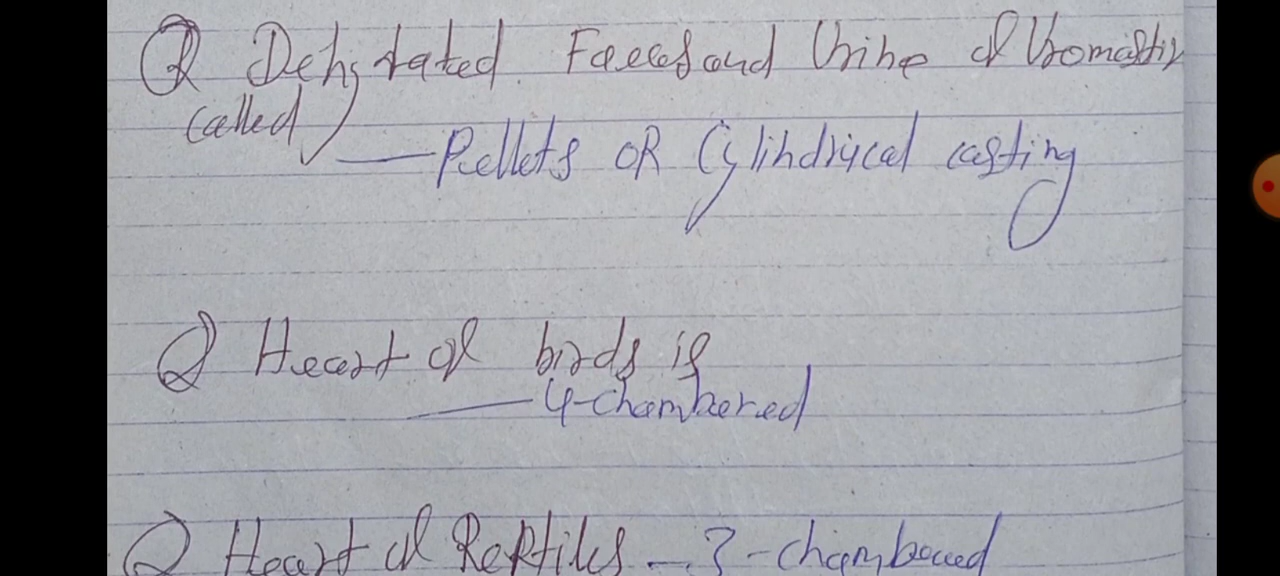 Q Dehydrated Faeces and Urine of Uromastix
called
— Pellets OR Cylindrical casting
Q Heart of birds is
— 4-chambered
Q Heart of Reptiles - 3-chambered